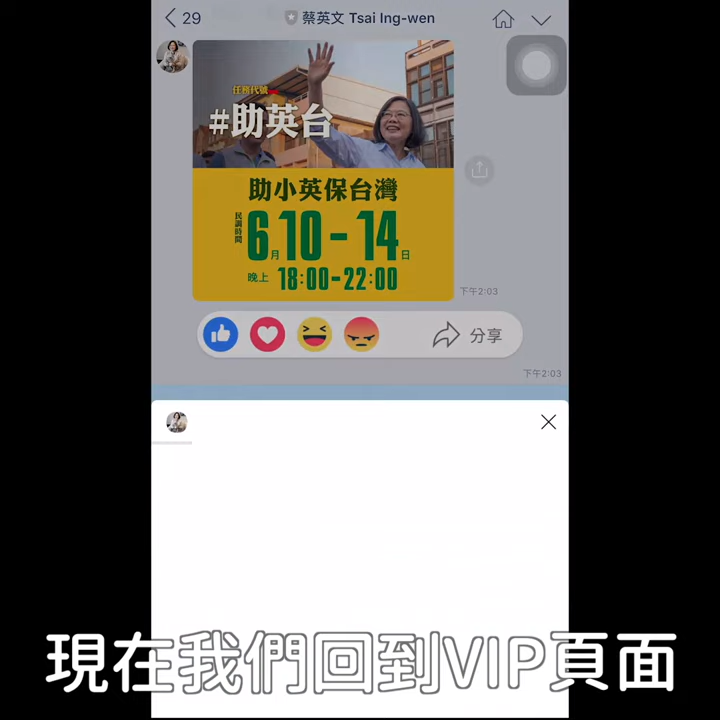 29
蔡英文 Tsai Ing-wen
任務代號
#助英台
助小英保台灣
民調時間
6月10-14日
晚上 18:00-22:00
下午2:03
分享
下午2:03
現在我們回到VIP頁面